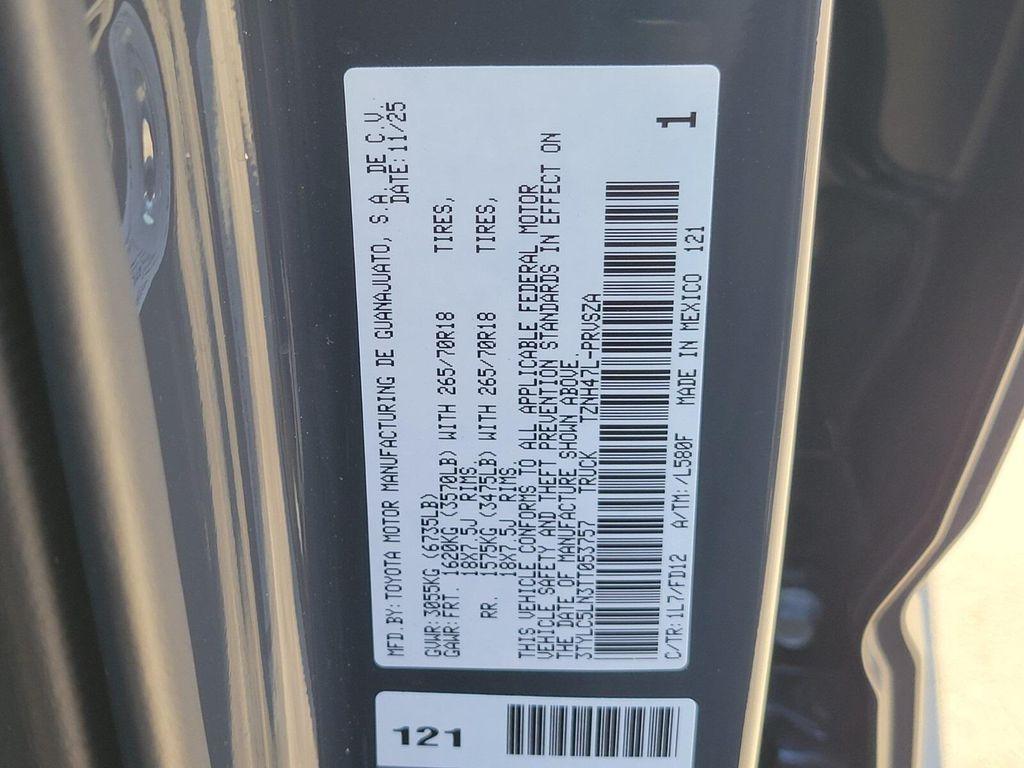 MFD.BY:TOYOTA MOTOR MANUFACTURING DE GUANAJUATO, S.A. DE C.V.
DATE:11/25
GVWR:3055KG (6735LB)
GAWR:FRT. 1620KG (3570LB) WITH 265/70R18 TIRES,
18X7.5J RIMS,
RR. 1575KG (3475LB) WITH 265/70R18 TIRES,
18X7.5J RIMS.
THIS VEHICLE CONFORMS TO ALL APPLICABLE FEDERAL MOTOR
VEHICLE SAFETY AND THEFT PREVENTION STANDARDS IN EFFECT ON
THE DATE OF MANUFACTURE SHOWN ABOVE.
3TYLC5LN3TT053757 TRUCK TZNH47L-PRVSZA
1
C/TR:1L7/FD12 A/TM:/L580F MADE IN MEXICO 121
121